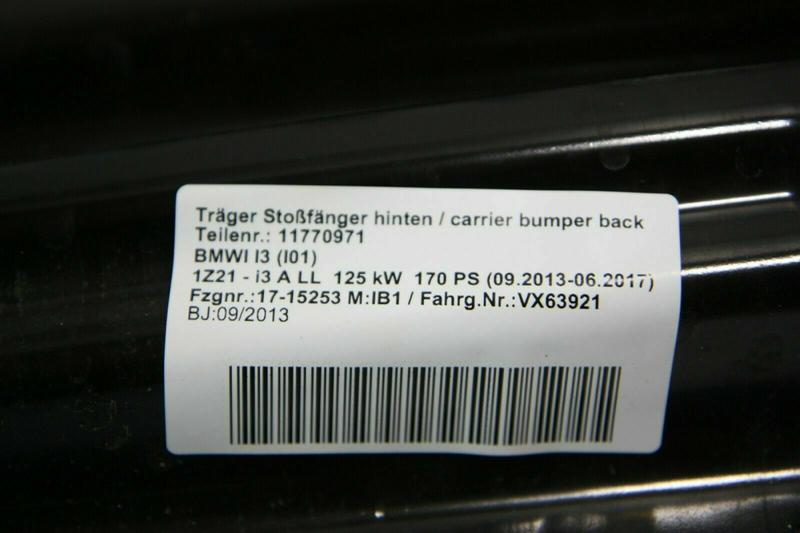 Träger Stoßfänger hinten / carrier bumper back
Teilenr.: 11770971
BMWI I3 (I01)
1Z21 - i3 A LL 125 kW 170 PS (09.2013-06.2017)
Fzgnr.:17-15253 M:IB1 / Fahrg.Nr.:VX63921
BJ:09/2013